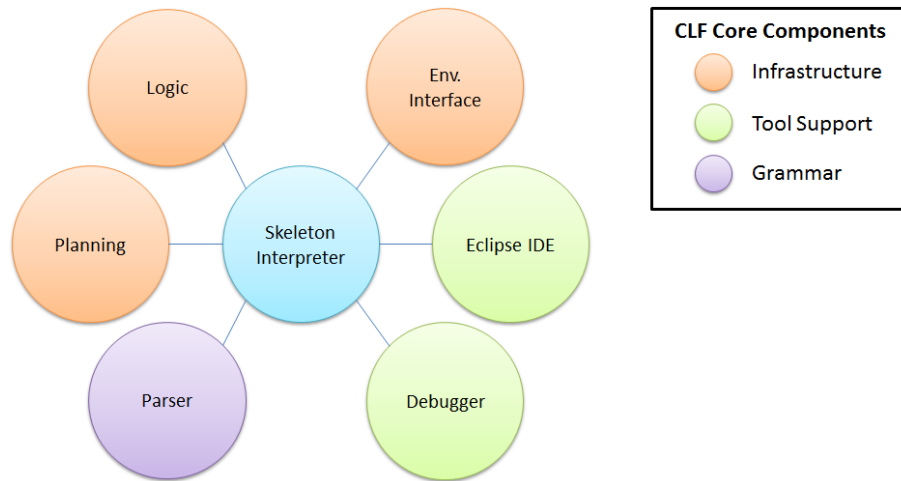 Logic
Env.
Interface
Planning
Skeleton
Interpreter
Eclipse IDE
Parser
Debugger
CLF Core Components
Infrastructure
Tool Support
Grammar